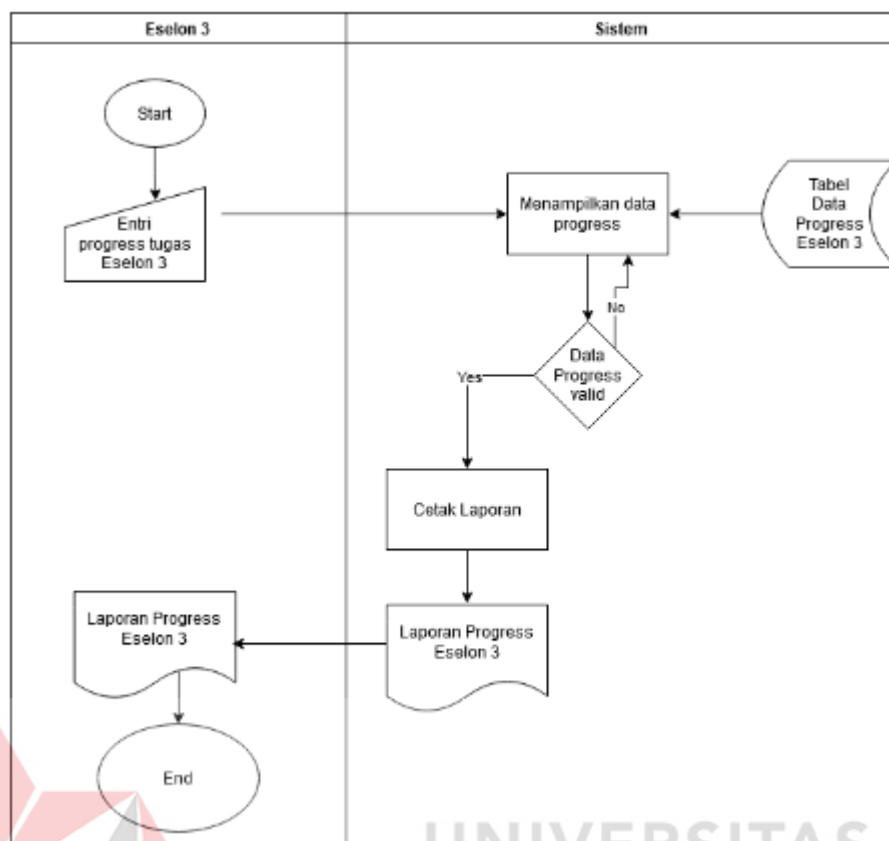 Eselon 3
Sistem
Start
Entri
progress tugas
Eselon 3
Menampilkan data
progress
Tabel
Data
Progress
Eselon 3
No
Data
Progress
valid
Yes
Cetak Laporan
Laporan Progress
Eselon 3
Laporan Progress
Eselon 3
End
UNIVERSITAS